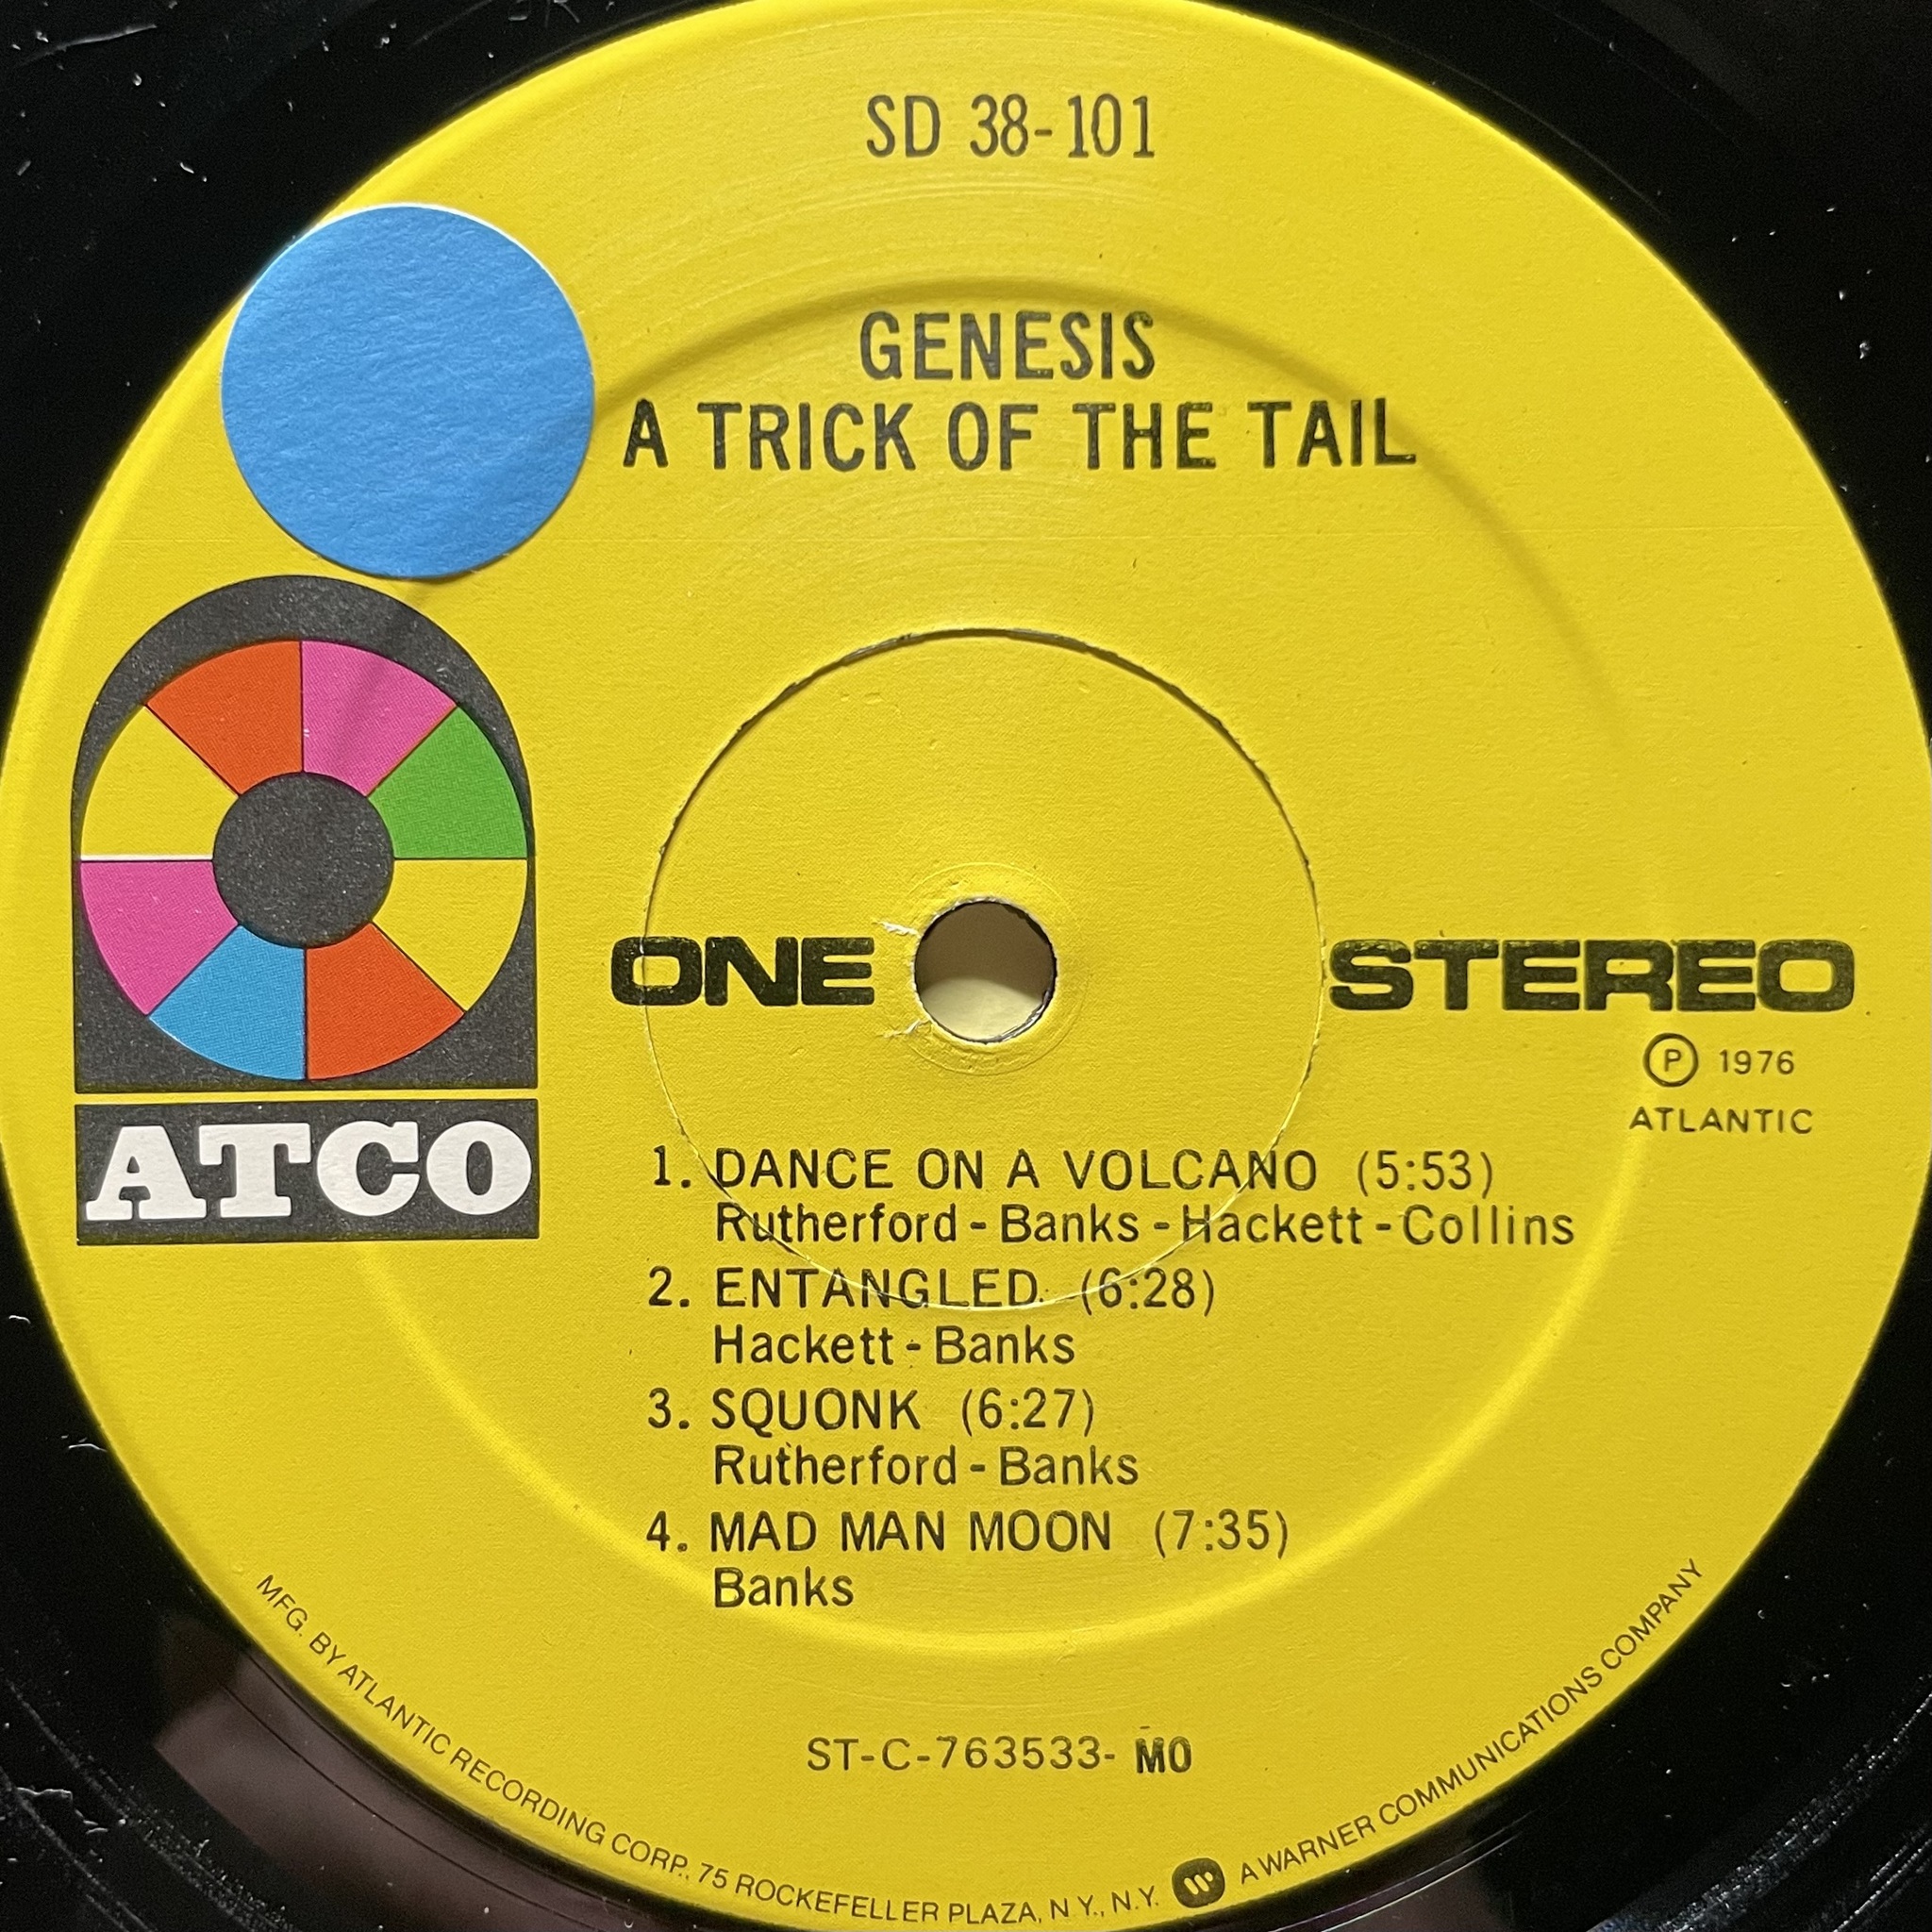 SD 38-101
GENESIS
A TRICK OF THE TAIL
ATCO
ONE
STEREO
Ⓟ 1976
ATLANTIC
1. DANCE ON A VOLCANO (5:53)
Rutherford - Banks - Hackett - Collins
2. ENTANGLED. (6:28)
Hackett - Banks
3. SQUONK (6:27)
Rutherford - Banks
4. MAD MAN MOON (7:35)
Banks
ST-C-763533- MO
MFG. BY ATLANTIC RECORDING CORP., 75 ROCKEFELLER PLAZA, N.Y., N.Y. W A WARNER COMMUNICATIONS COMPANY